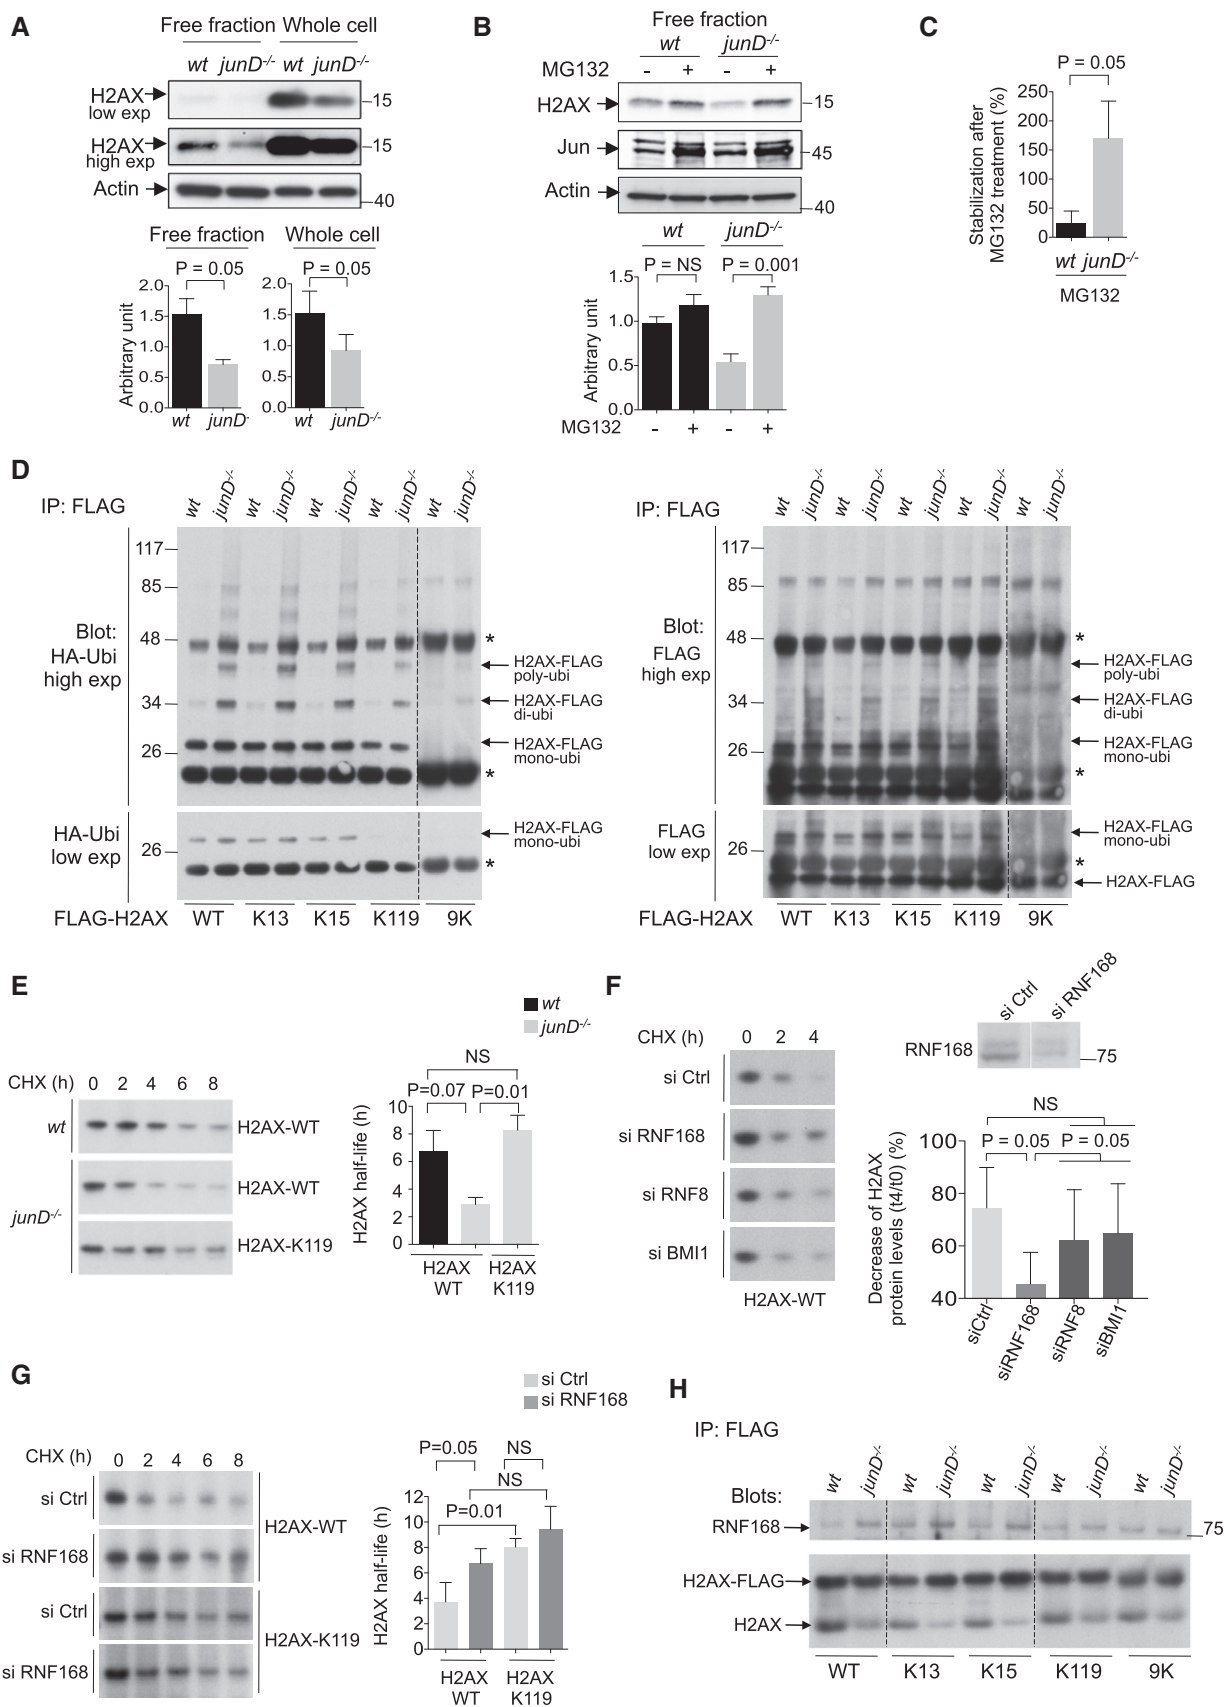 A
Free fraction Whole cell
wt junD-/- wt junD-/-
H2AX
low exp
15
H2AX
high exp
15
Actin
40
Free fraction Whole cell
P = 0.05 P = 0.05
Arbitrary unit
2.0
1.5
1.0
0.5
0.0
2.0
1.5
1.0
0.5
0.0
wt junD- wt junD-/-
B
Free fraction
wt junD-/-
MG132 - + - +
H2AX
15
Jun
45
Actin
40
wt junD-/-
P = NS P = 0.001
Arbitrary unit
1.5
1.0
0.5
0.0
MG132 - + - +
C
P = 0.05
Stabilization after
MG132 treatment (%)
250
200
150
100
50
0
wt junD-/-
MG132
D
IP: FLAG
wt junD-/- wt junD-/- wt junD-/- wt junD-/- wt junD-/-
Blot:
HA-Ubi
high exp
117
85
48
34
26
*
H2AX-FLAG
poly-ubi
H2AX-FLAG
di-ubi
H2AX-FLAG
mono-ubi
*
HA-Ubi
low exp
26
H2AX-FLAG
mono-ubi
*
FLAG-H2AX WT K13 K15 K119 9K
IP: FLAG
wt junD-/- wt junD-/- wt junD-/- wt junD-/- wt junD-/-
Blot:
FLAG
high exp
117
85
48
34
26
*
H2AX-FLAG
poly-ubi
H2AX-FLAG
di-ubi
H2AX-FLAG
mono-ubi
*
FLAG
low exp
26
H2AX-FLAG
mono-ubi
*
H2AX-FLAG
FLAG-H2AX WT K13 K15 K119 9K
E
wt
junD-/-
CHX (h) 0 2 4 6 8
wt H2AX-WT
H2AX-WT
junD-/-
H2AX-K119
NS
P=0.07 P=0.01
H2AX half-life (h)
10
8
6
4
2
0
H2AX
WT
H2AX
K119
F
CHX (h) 0 2 4
si Ctrl
si RNF168
si RNF8
si BMI1
H2AX-WT
si Ctrl si RNF168
RNF168
75
NS
P = 0.05 P = 0.05
Decrease of H2AX
protein levels (t4/t0) (%)
100
80
60
40
siCtrl
siRNF168
siRNF8
siBMI1
G
si Ctrl
si RNF168
CHX (h) 0 2 4 6 8
si Ctrl
H2AX-WT
si RNF168
si Ctrl
H2AX-K119
si RNF168
P=0.05 NS
NS
P=0.01
H2AX half-life (h)
12
10
8
6
4
2
0
H2AX
WT
H2AX
K119
H
IP: FLAG
wt junD-/- wt junD-/- wt junD-/- wt junD-/- wt junD-/-
Blots:
RNF168
75
H2AX-FLAG
H2AX
WT K13 K15 K119 9K